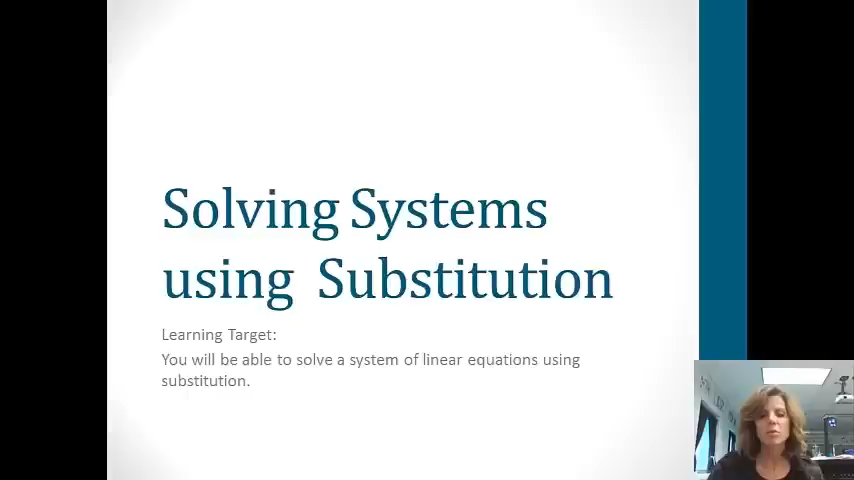 Solving Systems
using Substitution
Learning Target:
You will be able to solve a system of linear equations using
substitution.